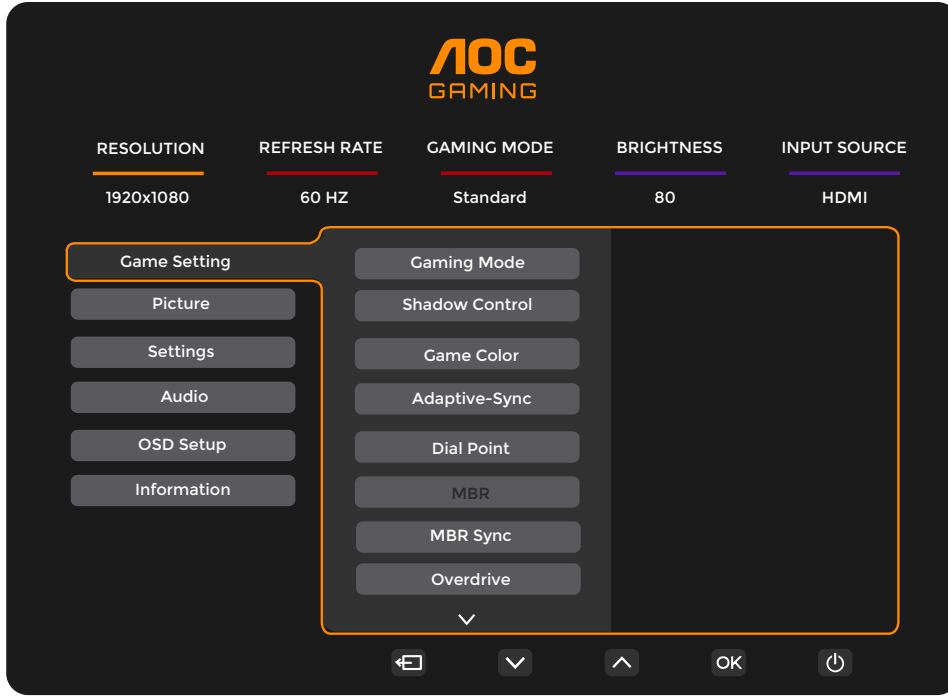 AOC
GAMING
RESOLUTION REFRESH RATE GAMING MODE BRIGHTNESS INPUT SOURCE
1920x1080 60 HZ Standard 80 HDMI
Game Setting
Picture
Settings
Audio
OSD Setup
Information
Gaming Mode
Shadow Control
Game Color
Adaptive-Sync
Dial Point
MBR
MBR Sync
Overdrive
OK